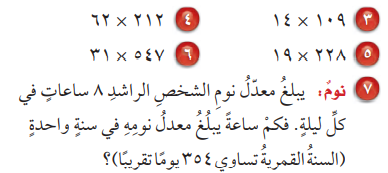 ٣ ١٠٩ × ١٤ ٤ ٢١٢ × ٦٢
٥ ٢٢٨ × ١٩ ٦ ٥٤٧ × ٣١
٧ نومٌ: يبلغُ معدّلُ نومِ الشخصِ الراشدِ ٨ ساعاتٍ في
كلِّ ليلةٍ. فكمْ ساعةً يبلُغُ معدلُ نومِهِ في سنةٍ واحدةٍ
(السنةُ القمريةُ تساوي ٣٥٤ يومًا تقريبًا)؟